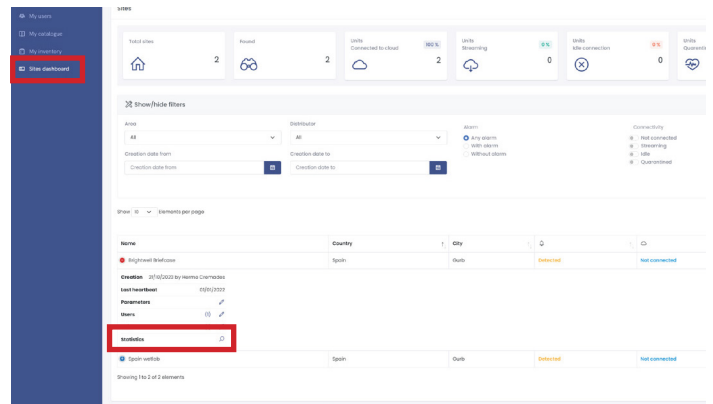 Sites
My users
My catalogue
My inventory
Sites dashboard
Total sites
2
Found
2
Units
Connected to cloud
100 %
2
Units
Streaming
0 %
0
Units
Idle connection
0 %
0
Units
Show/hide filters
Area
All
Distributor
All
Alarm
Any alarm
With alarm
Without alarm
Connectivity
Not connected
Streaming
Idle
Quarantined
Creation date from
Creation date from
Creation date to
Creation date to
Show 10 Elements per page
Name Country City
Brightwell Briefcase Spain Gurb Detected Not connected
Creation by Herms Cremades
Last heartbeat
Parameters
Users (1)
Statistics
Spain wetlab Spain Gurb Detected Not connected
Showing 1 to 2 of 2 elements